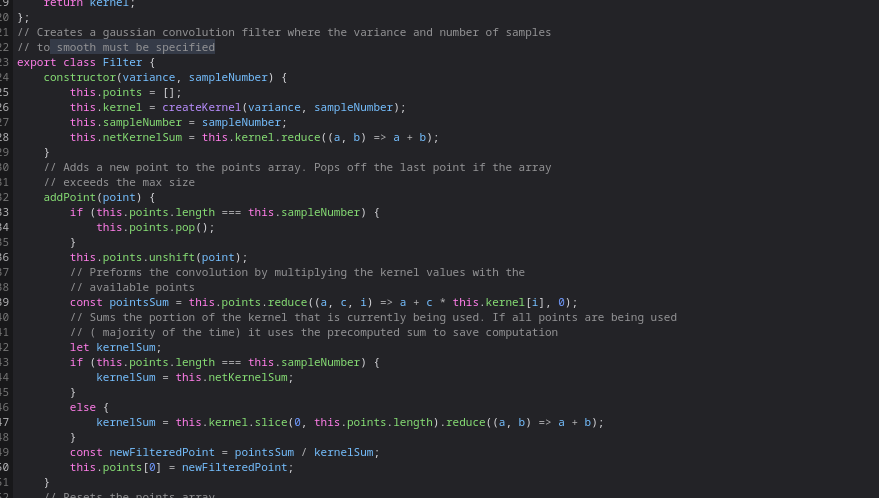 19     return kernel;
20 };
21 // Creates a gaussian convolution filter where the variance and number of samples
22 // to smooth must be specified
23 export class Filter {
24     constructor(variance, sampleNumber) {
25         this.points = [];
26         this.kernel = createKernel(variance, sampleNumber);
27         this.sampleNumber = sampleNumber;
28         this.netKernelSum = this.kernel.reduce((a, b) => a + b);
29     }
30     // Adds a new point to the points array. Pops off the last point if the array
31     // exceeds the max size
32     addPoint(point) {
33         if (this.points.length === this.sampleNumber) {
34             this.points.pop();
35         }
36         this.points.unshift(point);
37         // Preforms the convolution by multiplying the kernel values with the
38         // available points
39         const pointsSum = this.points.reduce((a, c, i) => a + c * this.kernel[i], 0);
40         // Sums the portion of the kernel that is currently being used. If all points are being used
41         // ( majority of the time) it uses the precomputed sum to save computation
42         let kernelSum;
43         if (this.points.length === this.sampleNumber) {
44             kernelSum = this.netKernelSum;
45         }
46         else {
47             kernelSum = this.kernel.slice(0, this.points.length).reduce((a, b) => a + b);
48         }
49         const newFilteredPoint = pointsSum / kernelSum;
50         this.points[0] = newFilteredPoint;
51     }
52     // Resets the points array